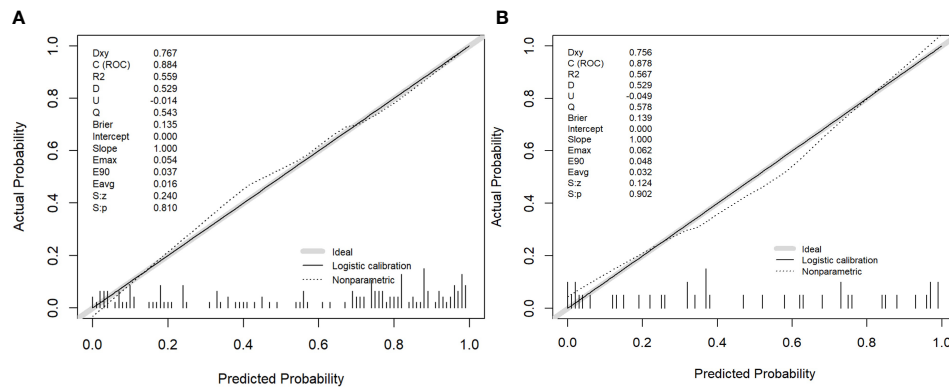 A
Dxy 0.767
C (ROC) 0.884
R2 0.559
D 0.529
U -0.014
Q 0.543
Brier 0.135
Intercept 0.000
Slope 1.000
Emax 0.054
E90 0.037
Eavg 0.016
S:z 0.240
S:p 0.810
Actual Probability
0.0 0.2 0.4 0.6 0.8 1.0
Ideal
Logistic calibration
Nonparametric
0.0 0.2 0.4 0.6 0.8 1.0
Predicted Probability
B
Dxy 0.756
C (ROC) 0.878
R2 0.567
D 0.529
U -0.049
Q 0.578
Brier 0.139
Intercept 0.000
Slope 1.000
Emax 0.062
E90 0.048
Eavg 0.032
S:z 0.124
S:p 0.902
Actual Probability
0.0 0.2 0.4 0.6 0.8 1.0
Ideal
Logistic calibration
Nonparametric
0.0 0.2 0.4 0.6 0.8 1.0
Predicted Probability